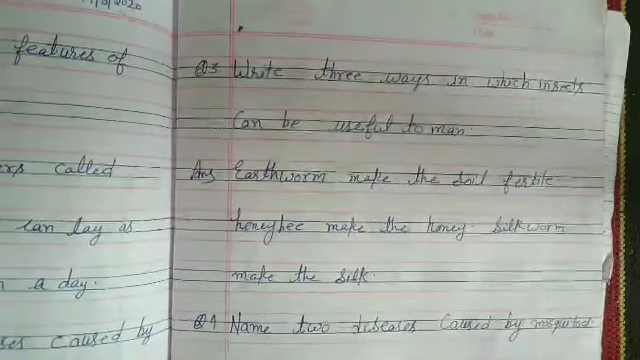 /2020
features of
called
can lay as
a day.
caused by
Q3 Write three ways in which insects
Can be useful to man.
Ans Earthworm make the soil fertile.
honeybee make the honey. Silkworm
make the silk.
Q4 Name two diseases Caused by